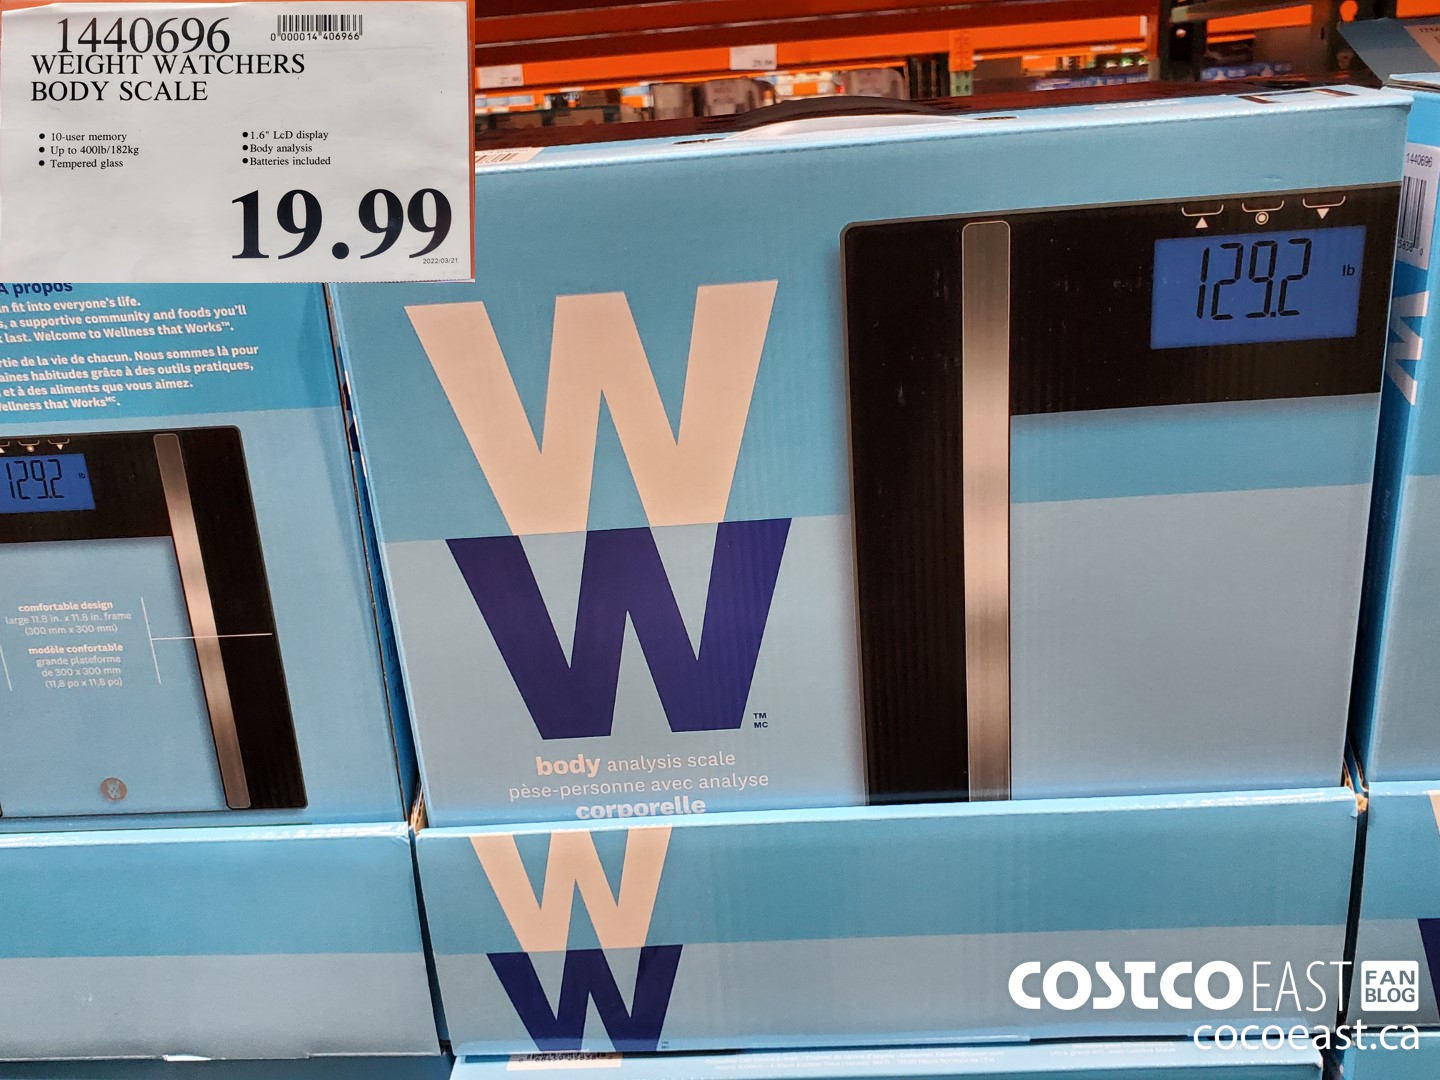 1440696
0 000014 406966
WEIGHT WATCHERS
BODY SCALE
• 10-user memory
• Up to 400lb/182kg
• Tempered glass
• 1.6" LcD display
• Body analysis
• Batteries included
19.99
2022/03/21
A propos
n fit into everyone's life.
s, a supportive community and foods you'll
last. Welcome to Wellness that Works™.
rtie de la vie de chacun. Nous sommes là pour
aines habitudes grâce à des outils pratiques,
et à des aliments que vous aimez.
Wellness that Works MC.
129.2 lb
comfortable design
large 11.8 in. x 11.8 in. frame
(300 mm x 300 mm)
modèle confortable
grande plateforme
de 300 x 300 mm
(11,8 po x 11,8 po)
W
W
TM
MC
body analysis scale
pèse-personne avec analyse
corporelle
129.2 lb
W
W
1440696
W
COSTCO EAST FAN BLOG
cocoeast.ca